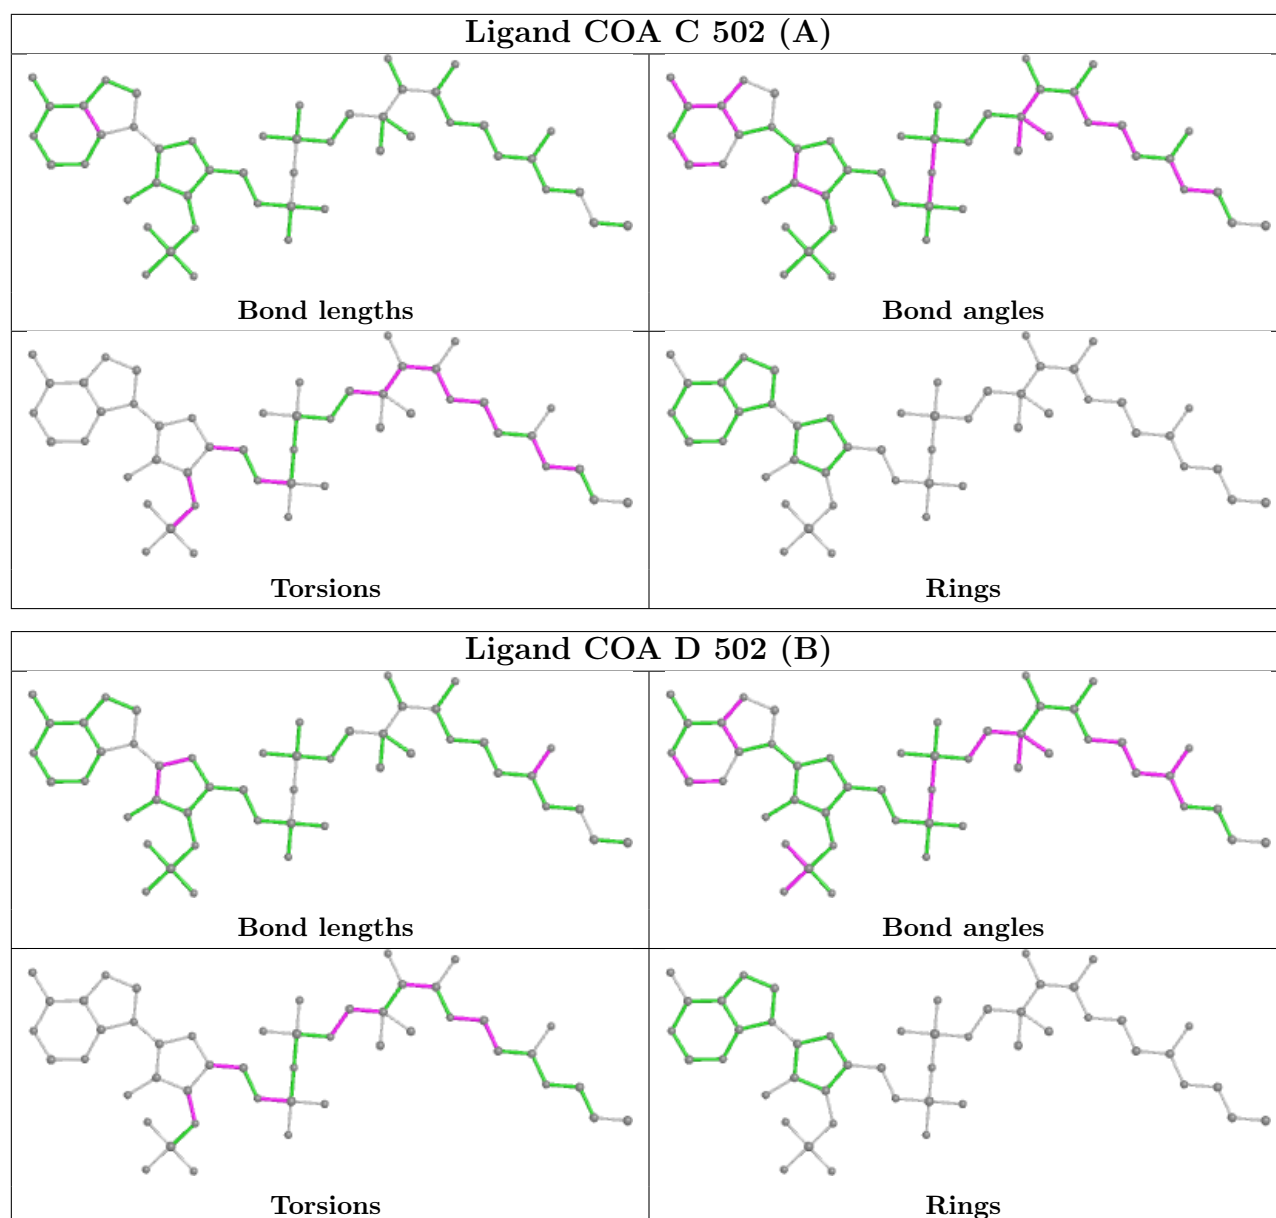 Ligand COA C 502 (A)
Bond lengths
Bond angles
Torsions
Rings
Ligand COA D 502 (B)
Bond lengths
Bond angles
Torsions
Rings